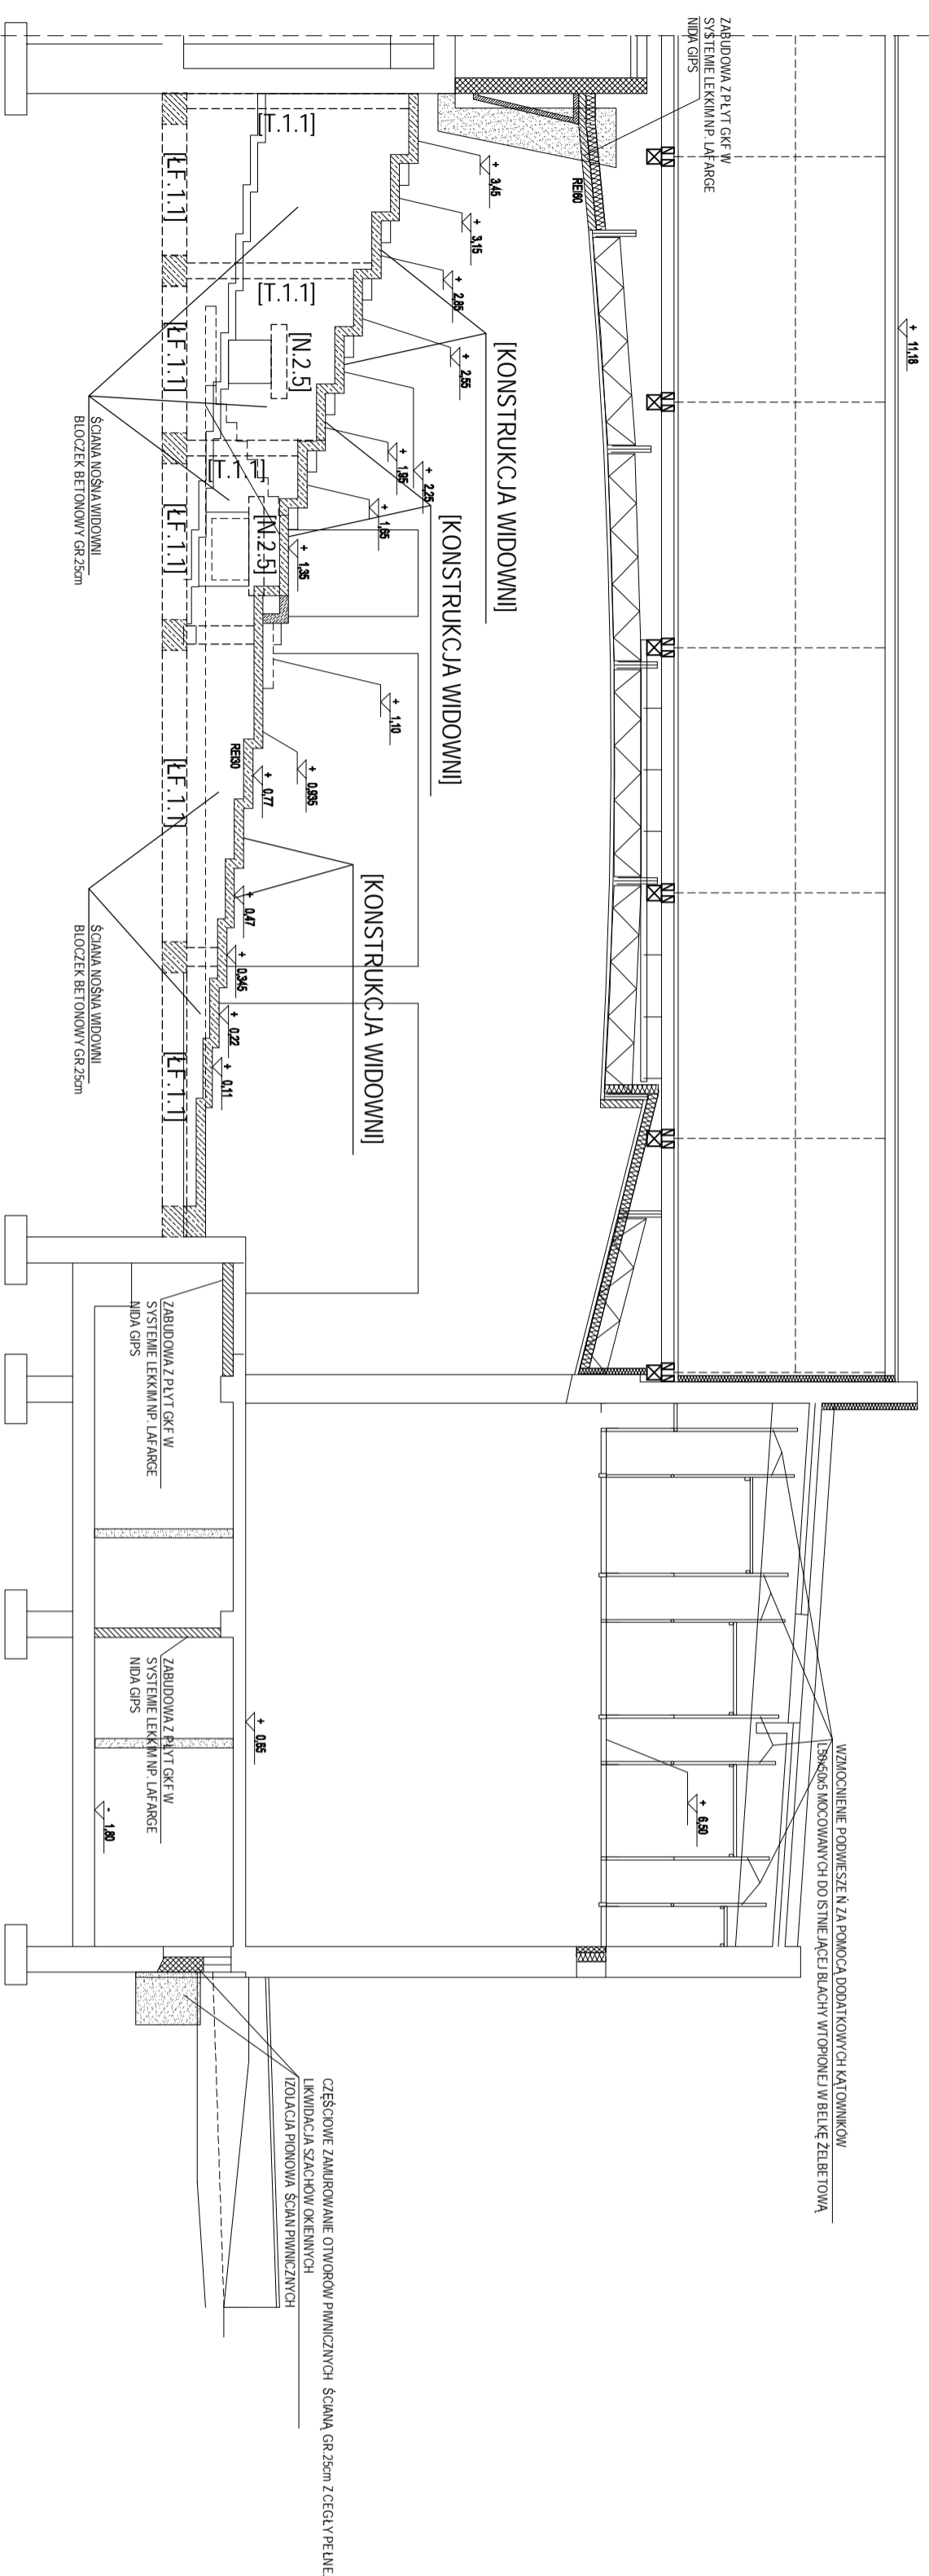 ZABUDOWA Z PŁYT GKF W
SYSTEMIE LEKKIM NP. LAFARGE
NIDA GIPS
+ 11,18
REI60
+ 3,45
+ 3,15
+ 2,85
+ 2,55
+ 2,25
+ 1,95
+ 1,65
+ 1,35
+ 1,10
+ 0,935
+ 0,77
+ 0,47
+ 0,345
+ 0,22
+ 0,11
[KONSTRUKCJA WIDOWNI]
[KONSTRUKCJA WIDOWNI]
[KONSTRUKCJA WIDOWNI]
[T.1.1]
[T.1.1]
[T.1.1]
[N.2.5]
[N.2.5]
REI30
[ŁF.1.1]
[ŁF.1.1]
[ŁF.1.1]
[ŁF.1.1]
[ŁF.1.1]
ŚCIANA NOŚNA WIDOWNI
BLOCZEK BETONOWY GR.25cm
ŚCIANA NOŚNA WIDOWNI
BLOCZEK BETONOWY GR.25cm
ZABUDOWA Z PŁYT GKF W
SYSTEMIE LEKKIM NP. LAFARGE
NIDA GIPS
ZABUDOWA Z PŁYT GKF W
SYSTEMIE LEKKIM NP. LAFARGE
NIDA GIPS
+ 0,65
- 1,80
+ 6,50
WZMOCNIENIE PODWIESZEŃ ZA POMOCĄ DODATKOWYCH KĄTOWNIKÓW
L50x50x5 MOCOWANYCH DO ISTNIEJĄCEJ BLACHY WTOPIONEJ W BELKĘ ŻELBETOWĄ
CZĘŚCIOWE ZAMUROWANIE OTWORÓW PIWNICZNYCH ŚCIANĄ GR.25cm Z CEGŁY PEŁNE.
LIKWIDACJA SZACHÓW OKIENNYCH
IZOLACJA PIONOWA ŚCIAN PIWNICZNYCH